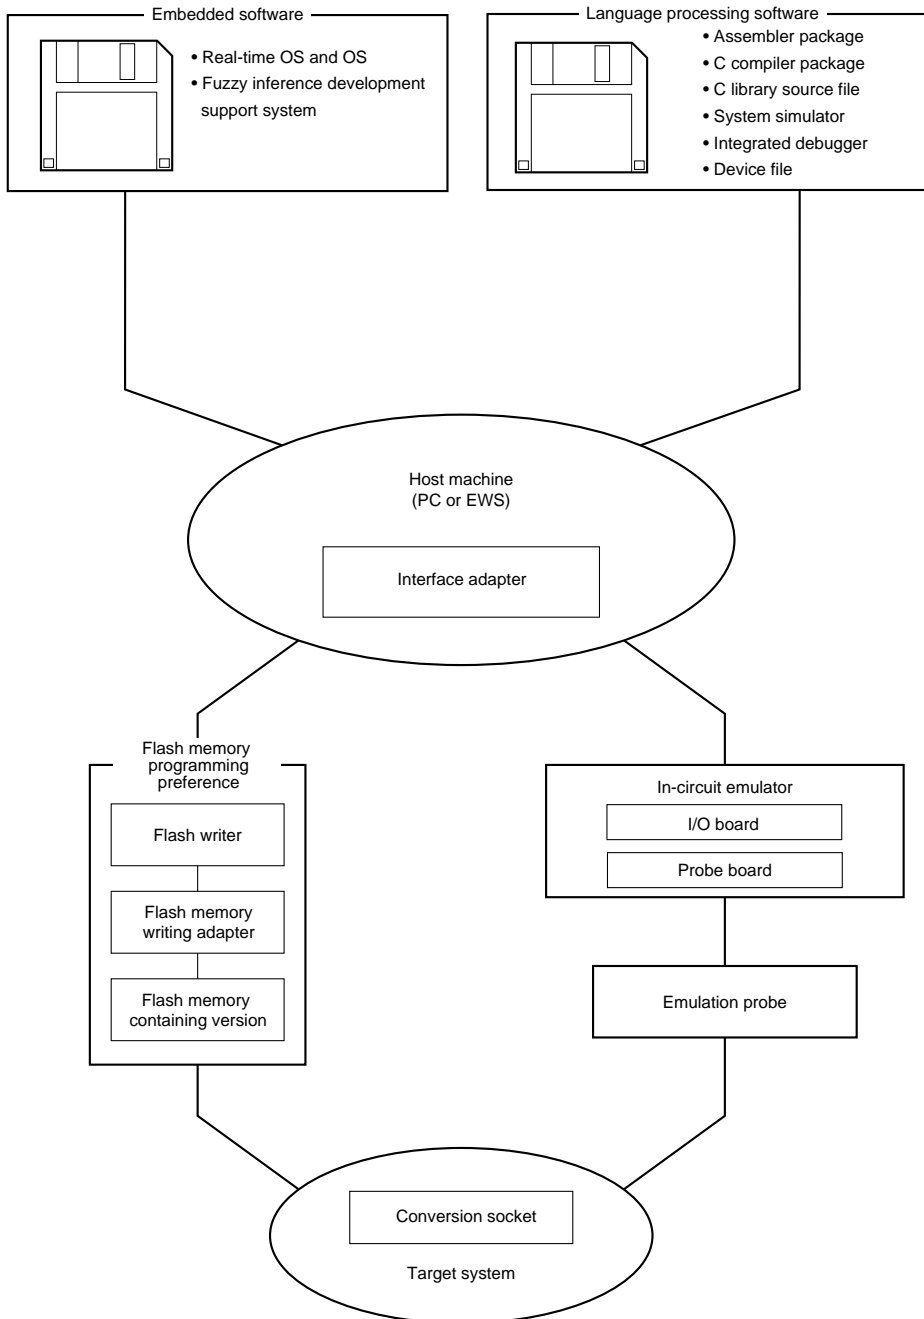 Embedded software
• Real-time OS and OS
• Fuzzy inference development
support system
Language processing software
• Assembler package
• C compiler package
• C library source file
• System simulator
• Integrated debugger
• Device file
Host machine
(PC or EWS)
Interface adapter
Flash memory
programming
preference
Flash writer
Flash memory
writing adapter
Flash memory
containing version
In-circuit emulator
I/O board
Probe board
Emulation probe
Conversion socket
Target system